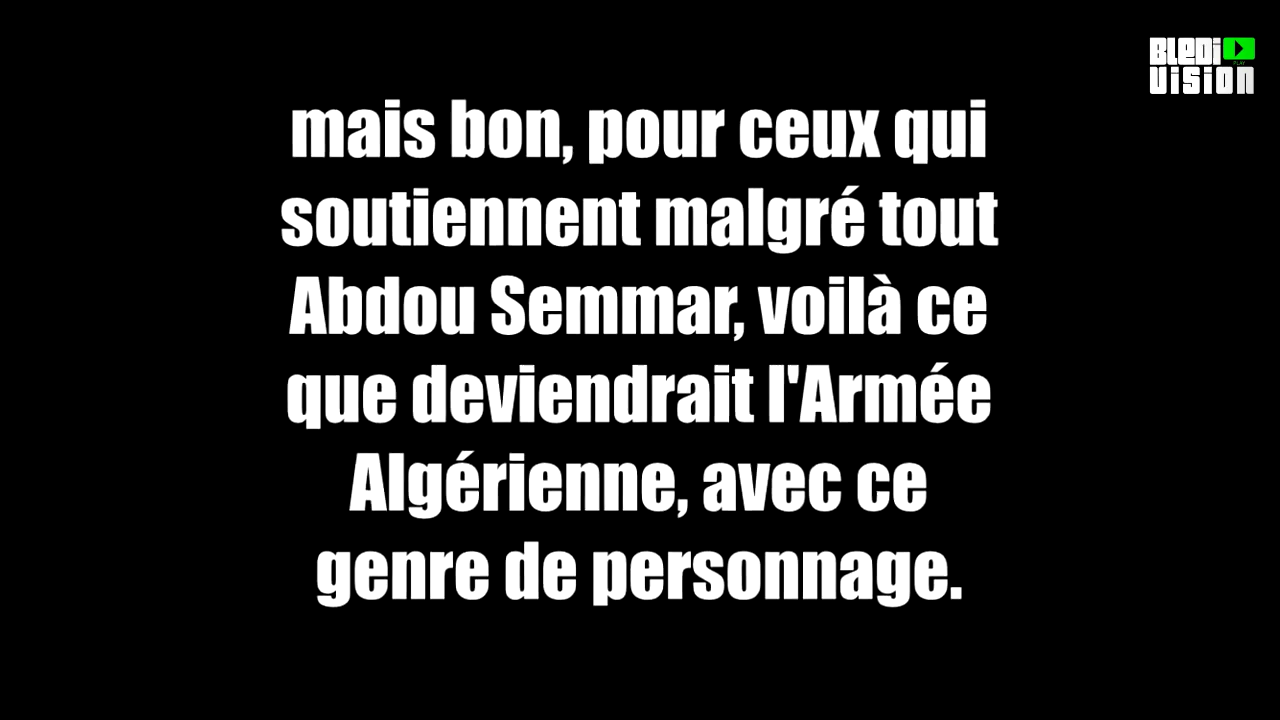 BLEDI
PLAY
VISION
mais bon, pour ceux qui
soutiennent malgré tout
Abdou Semmar, voilà ce
que deviendrait l'Armée
Algérienne, avec ce
genre de personnage.